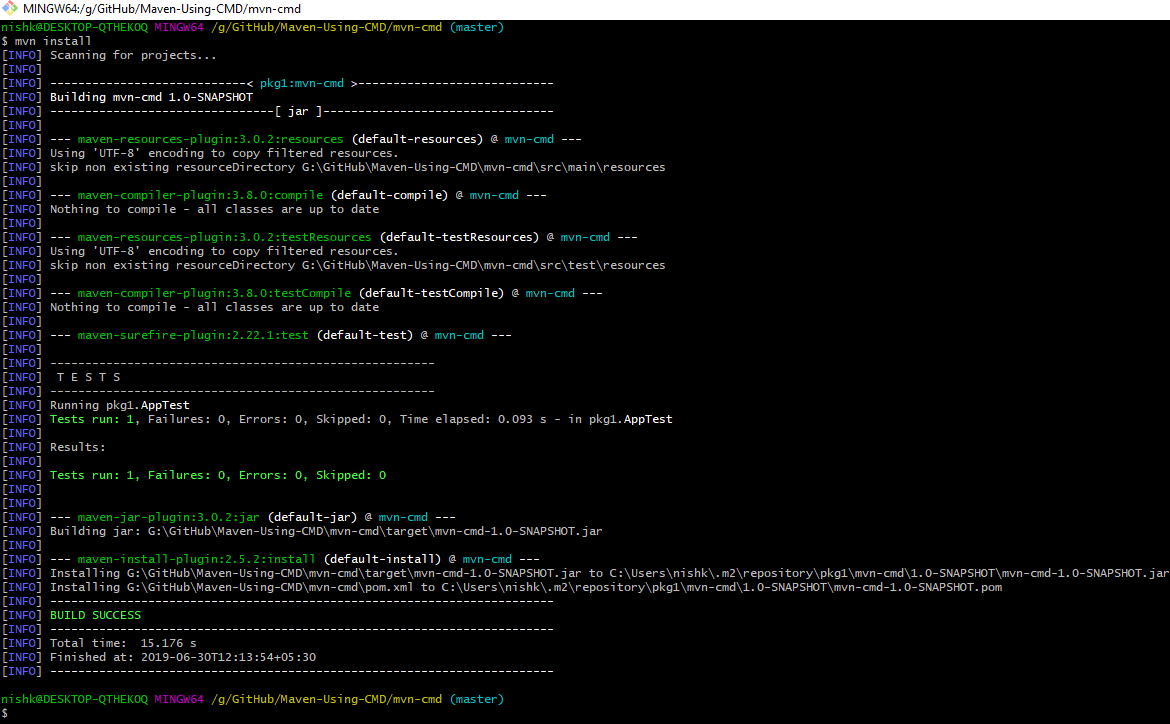 MINGW64:/g/GitHub/Maven-Using-CMD/mvn-cmd
nishk@DESKTOP-QTHEKOQ MINGW64 /g/GitHub/Maven-Using-CMD/mvn-cmd (master)
$ mvn install
[INFO] Scanning for projects...
[INFO]
[INFO] ----------------------------< pkg1:mvn-cmd >----------------------------
[INFO] Building mvn-cmd 1.0-SNAPSHOT
[INFO] --------------------------------[ jar ]---------------------------------
[INFO]
[INFO] --- maven-resources-plugin:3.0.2:resources (default-resources) @ mvn-cmd ---
[INFO] Using 'UTF-8' encoding to copy filtered resources.
[INFO] skip non existing resourceDirectory G:\GitHub\Maven-Using-CMD\mvn-cmd\src\main\resources
[INFO]
[INFO] --- maven-compiler-plugin:3.8.0:compile (default-compile) @ mvn-cmd ---
[INFO] Nothing to compile - all classes are up to date
[INFO]
[INFO] --- maven-resources-plugin:3.0.2:testResources (default-testResources) @ mvn-cmd ---
[INFO] Using 'UTF-8' encoding to copy filtered resources.
[INFO] skip non existing resourceDirectory G:\GitHub\Maven-Using-CMD\mvn-cmd\src\test\resources
[INFO]
[INFO] --- maven-compiler-plugin:3.8.0:testCompile (default-testCompile) @ mvn-cmd ---
[INFO] Nothing to compile - all classes are up to date
[INFO]
[INFO] --- maven-surefire-plugin:2.22.1:test (default-test) @ mvn-cmd ---
[INFO]
[INFO] -------------------------------------------------------
[INFO]  T E S T S
[INFO] -------------------------------------------------------
[INFO] Running pkg1.AppTest
[INFO] Tests run: 1, Failures: 0, Errors: 0, Skipped: 0, Time elapsed: 0.093 s - in pkg1.AppTest
[INFO]
[INFO] Results:
[INFO]
[INFO] Tests run: 1, Failures: 0, Errors: 0, Skipped: 0
[INFO]
[INFO]
[INFO] --- maven-jar-plugin:3.0.2:jar (default-jar) @ mvn-cmd ---
[INFO] Building jar: G:\GitHub\Maven-Using-CMD\mvn-cmd\target\mvn-cmd-1.0-SNAPSHOT.jar
[INFO]
[INFO] --- maven-install-plugin:2.5.2:install (default-install) @ mvn-cmd ---
[INFO] Installing G:\GitHub\Maven-Using-CMD\mvn-cmd\target\mvn-cmd-1.0-SNAPSHOT.jar to C:\Users\nishk\.m2\repository\pkg1\mvn-cmd\1.0-SNAPSHOT\mvn-cmd-1.0-SNAPSHOT.jar
[INFO] Installing G:\GitHub\Maven-Using-CMD\mvn-cmd\pom.xml to C:\Users\nishk\.m2\repository\pkg1\mvn-cmd\1.0-SNAPSHOT\mvn-cmd-1.0-SNAPSHOT.pom
[INFO] ------------------------------------------------------------------------
[INFO] BUILD SUCCESS
[INFO] ------------------------------------------------------------------------
[INFO] Total time:  15.176 s
[INFO] Finished at: 2019-06-30T12:13:54+05:30
[INFO] ------------------------------------------------------------------------
nishk@DESKTOP-QTHEKOQ MINGW64 /g/GitHub/Maven-Using-CMD/mvn-cmd (master)
$